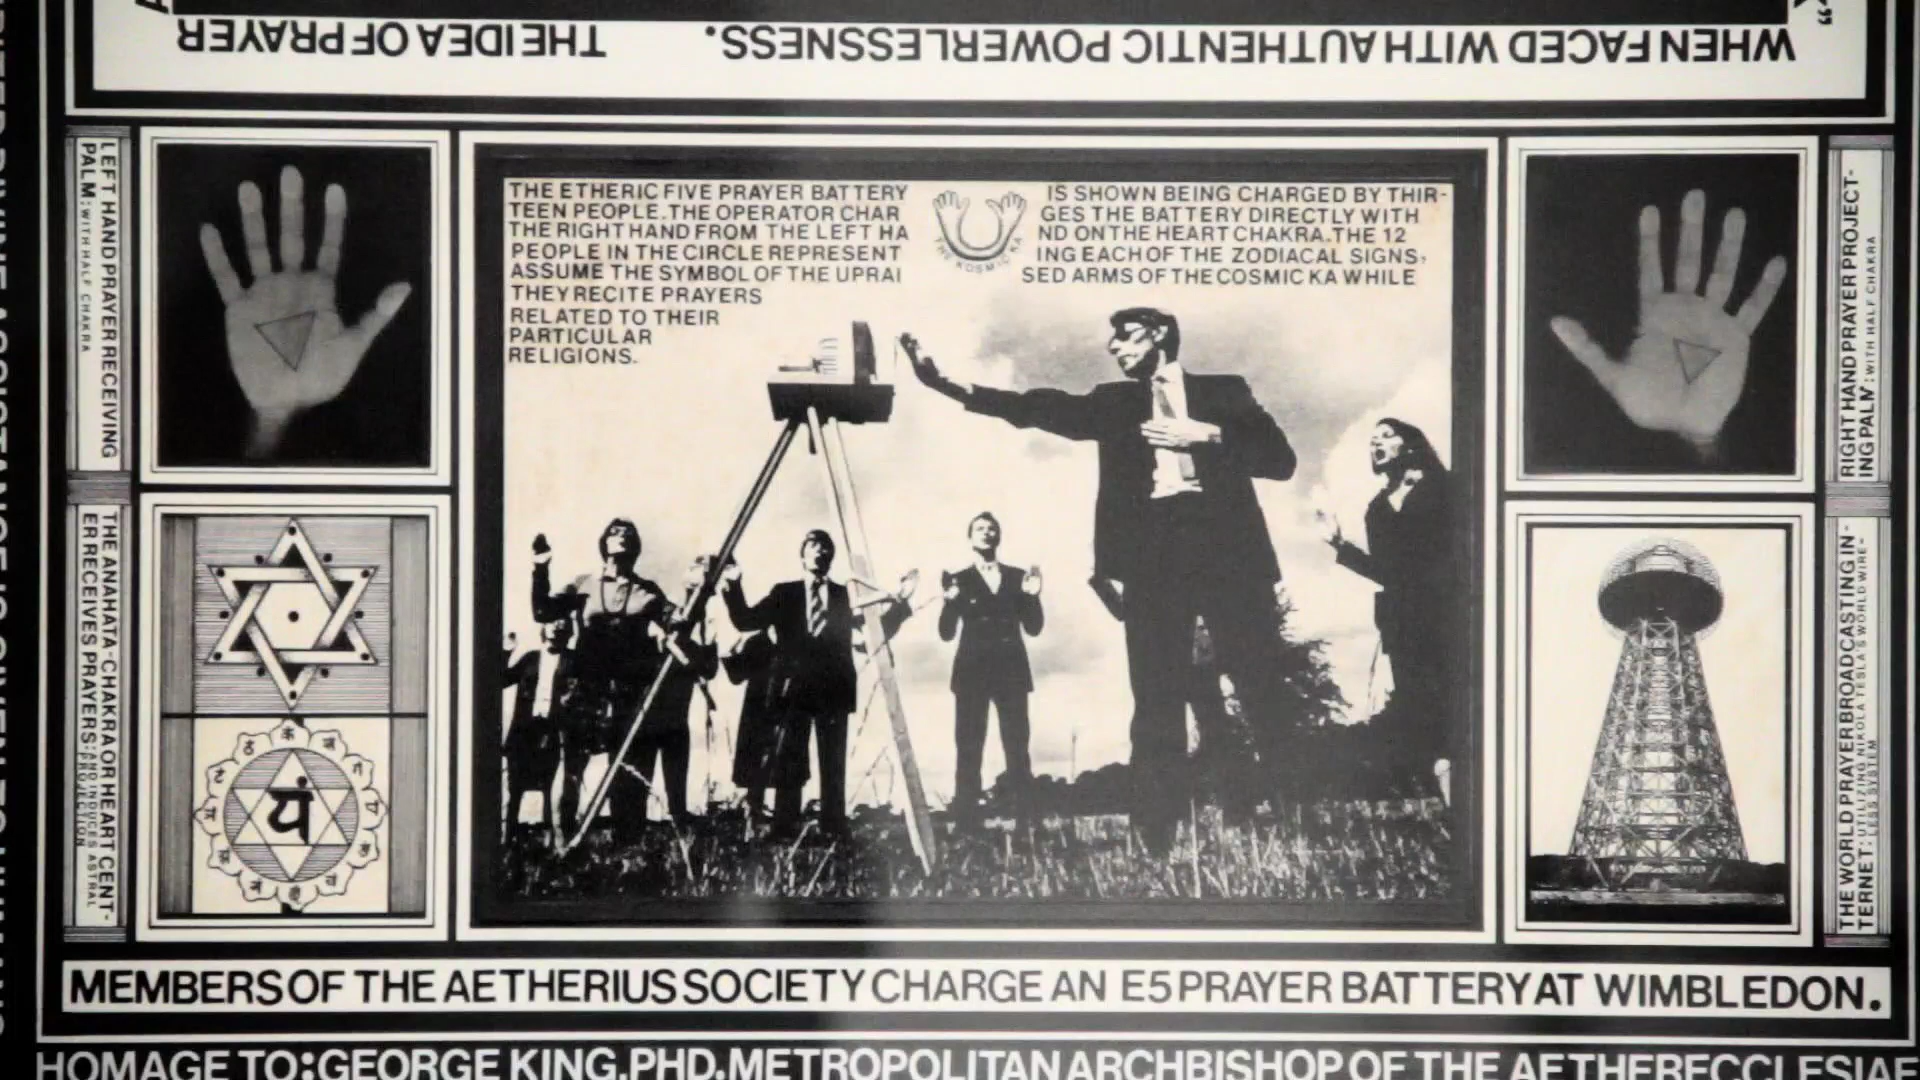 THE IDEA OF PRAYER
WHEN FACED WITH AUTHENTIC POWERLESSNESS.
LEFT HAND PRAYER RECEIVING
PALM: WITH HALF CHAKRA
THE ETHERIC FIVE PRAYER BATTERY IS SHOWN BEING CHARGED BY THIR-
TEEN PEOPLE. THE OPERATOR CHAR GES THE BATTERY DIRECTLY WITH
THE RIGHT HAND FROM THE LEFT HA ND ON THE HEART CHAKRA. THE 12
PEOPLE IN THE CIRCLE REPRESENT ING EACH OF THE ZODIACAL SIGNS,
ASSUME THE SYMBOL OF THE UPRAI SED ARMS OF THE COSMIC KA WHILE
THEY RECITE PRAYERS
RELATED TO THEIR
PARTICULAR
RELIGIONS.
THE KOSMIC KA
RIGHT HAND PRAYER PROJECT-
ING PALM: WITH HALF CHAKRA
THE ANAHATA-CHAKRA OR HEART CENT-
ER RECEIVES PRAYERS: AND INDUCES ASTRAL
PROJECTION
यं
THE WORLD PRAYER BROADCASTING IN-
TERNET: UTILIZING NIKOLA TESLA'S WORLD WIRE-
LESS SYSTEM
MEMBERS OF THE AETHERIUS SOCIETY CHARGE AN E5 PRAYER BATTERY AT WIMBLEDON.
HOMAGE TO: GEORGE KING. PHD. METROPOLITAN ARCHBISHOP OF THE AETHERECCLESIAE